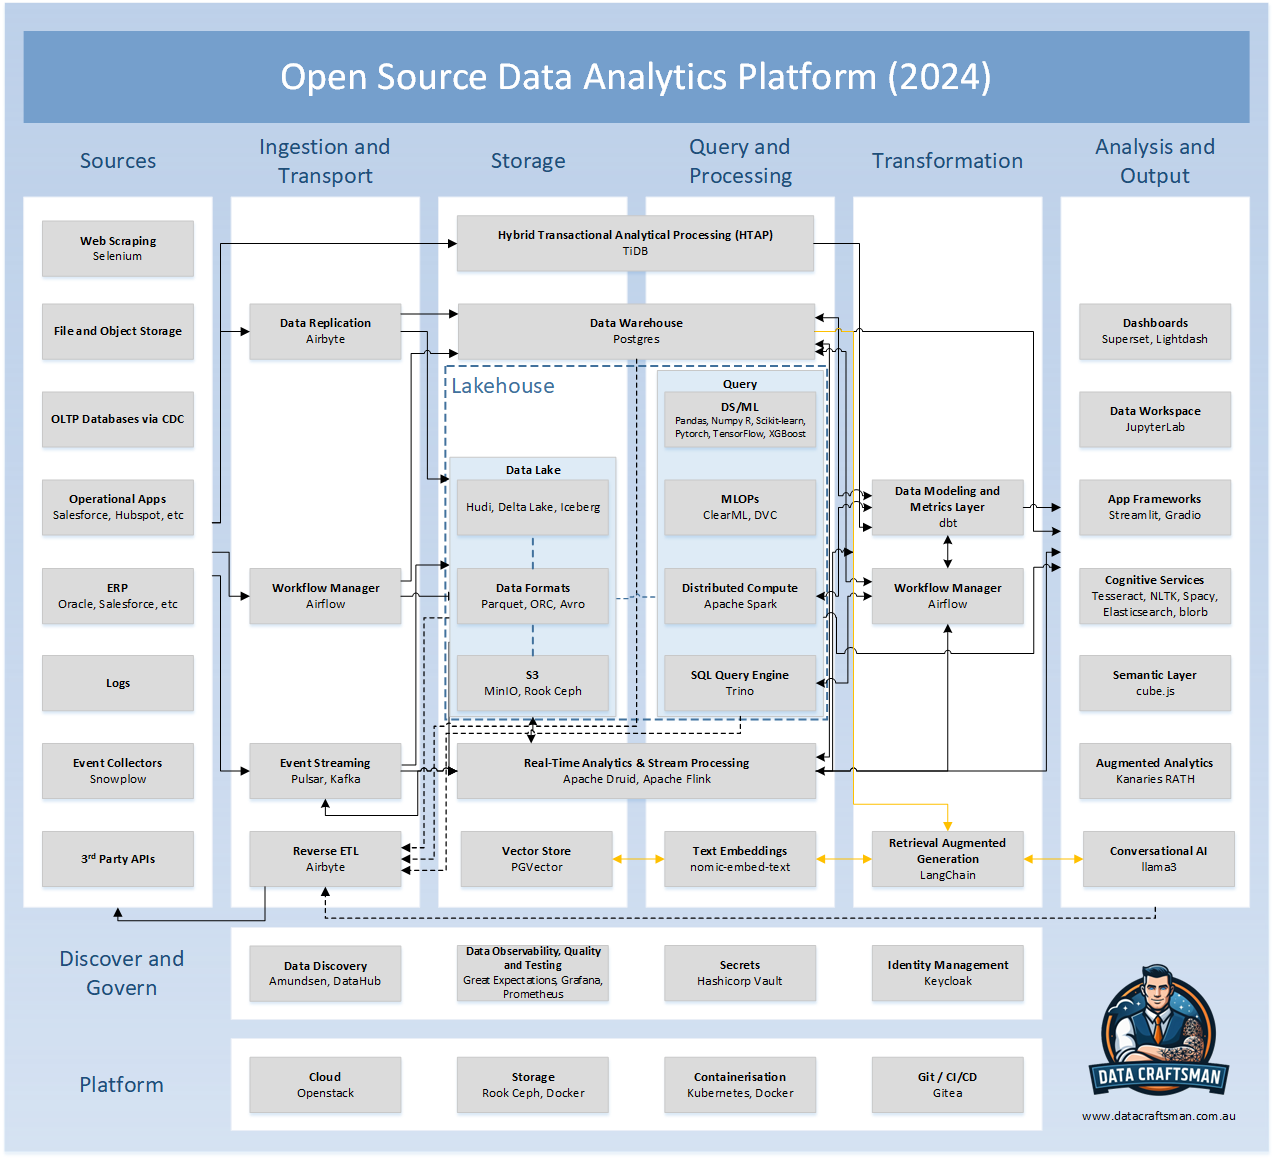 Open Source Data Analytics Platform (2024)
Sources
Ingestion and
Transport
Storage
Query and
Processing
Transformation
Analysis and
Output
Web Scraping
Selenium
File and Object Storage
OLTP Databases via CDC
Operational Apps
Salesforce, Hubspot, etc
ERP
Oracle, Salesforce, etc
Logs
Event Collectors
Snowplow
3rd Party APIs
Data Replication
Airbyte
Workflow Manager
Airflow
Event Streaming
Pulsar, Kafka
Reverse ETL
Airbyte
Hybrid Transactional Analytical Processing (HTAP)
TiDB
Data Warehouse
Postgres
Lakehouse
Data Lake
Hudi, Delta Lake, Iceberg
Data Formats
Parquet, ORC, Avro
S3
MinIO, Rook Ceph
Query
DS/ML
Pandas, Numpy R, Scikit-learn,
Pytorch, TensorFlow, XGBoost
MLOPs
ClearML, DVC
Distributed Compute
Apache Spark
SQL Query Engine
Trino
Real-Time Analytics & Stream Processing
Apache Druid, Apache Flink
Vector Store
PGVector
Text Embeddings
nomic-embed-text
Data Modeling and
Metrics Layer
dbt
Workflow Manager
Airflow
Retrieval Augmented
Generation
LangChain
Dashboards
Superset, Lightdash
Data Workspace
JupyterLab
App Frameworks
Streamlit, Gradio
Cognitive Services
Tesseract, NLTK, Spacy,
Elasticsearch, blorb
Semantic Layer
cube.js
Augmented Analytics
Kanaries RATH
Conversational AI
llama3
Discover and
Govern
Data Discovery
Amundsen, DataHub
Data Observability, Quality
and Testing
Great Expectations, Grafana,
Prometheus
Secrets
Hashicorp Vault
Identity Management
Keycloak
Platform
Cloud
Openstack
Storage
Rook Ceph, Docker
Containerisation
Kubernetes, Docker
Git / CI/CD
Gitea
DATA CRAFTSMAN
www.datacraftsman.com.au